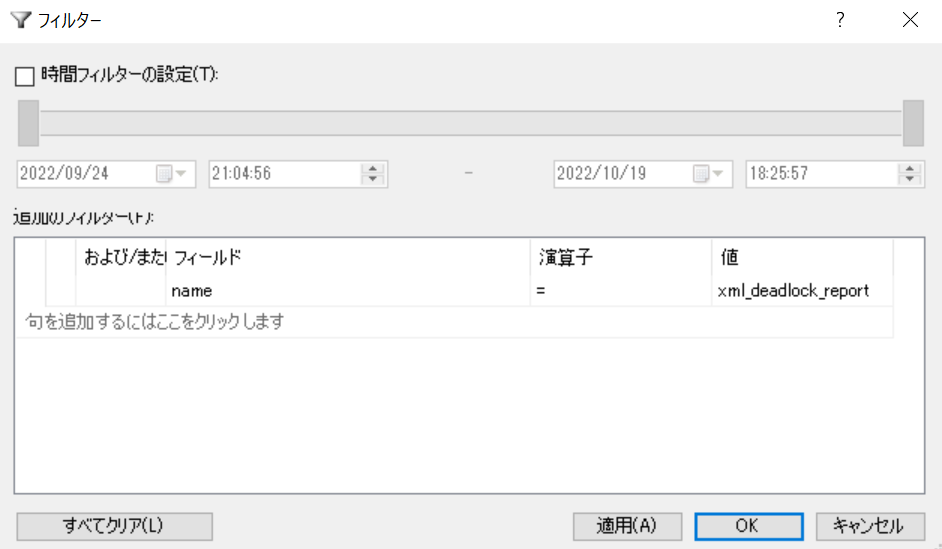 フィルター ?
時間フィルターの設定(T):
2022/09/24 21:04:56 - 2022/10/19 18:25:57
追加のフィルター(F):
および/また フィールド 演算子 値
name = xml_deadlock_report
句を追加するにはここをクリックします
すべてクリア(L) 適用(A) OK キャンセル